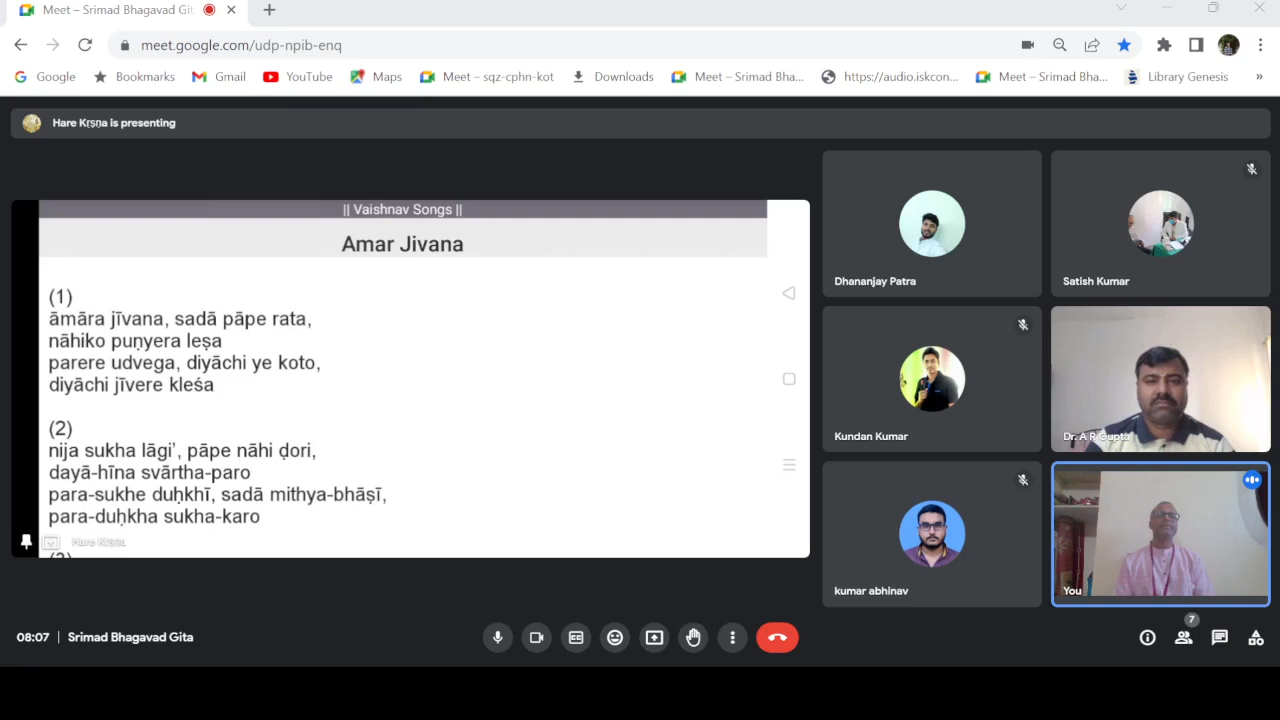 Meet – Srimad Bhagavad Git
meet.google.com/udp-npib-enq
Google
Bookmarks
Gmail
YouTube
Maps
Meet – sqz-cphn-kot
Downloads
Meet – Srimad Bha...
https://audio.iskcon...
Meet – Srimad Bha...
Library Genesis
»
Hare Kṛṣṇa is presenting
|| Vaishnav Songs ||
Amar Jivana
(1)
āmāra jīvana, sadā pāpe rata,
nāhiko puṇyera leṣa
parere udvega, diyāchi ye koto,
diyāchi jīvere kleśa
(2)
nija sukha lāgi’, pāpe nāhi ḍori,
dayā-hīna svārtha-paro
para-sukhe duḥkhī, sadā mithya-bhāṣī,
para-duḥkha sukha-karo
Hare Kṛṣṇa
Dhananjay Patra
Satish Kumar
Kundan Kumar
Dr. A R Gupta
kumar abhinav
You
08:07 | Srimad Bhagavad Gita
CC
7